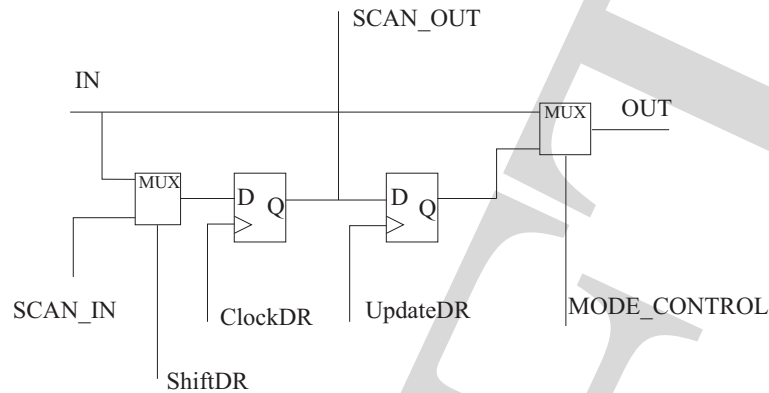 SCAN_OUT
IN
OUT
MUX
MUX
D
Q
D
Q
SCAN_IN
ClockDR
UpdateDR
MODE_CONTROL
ShiftDR